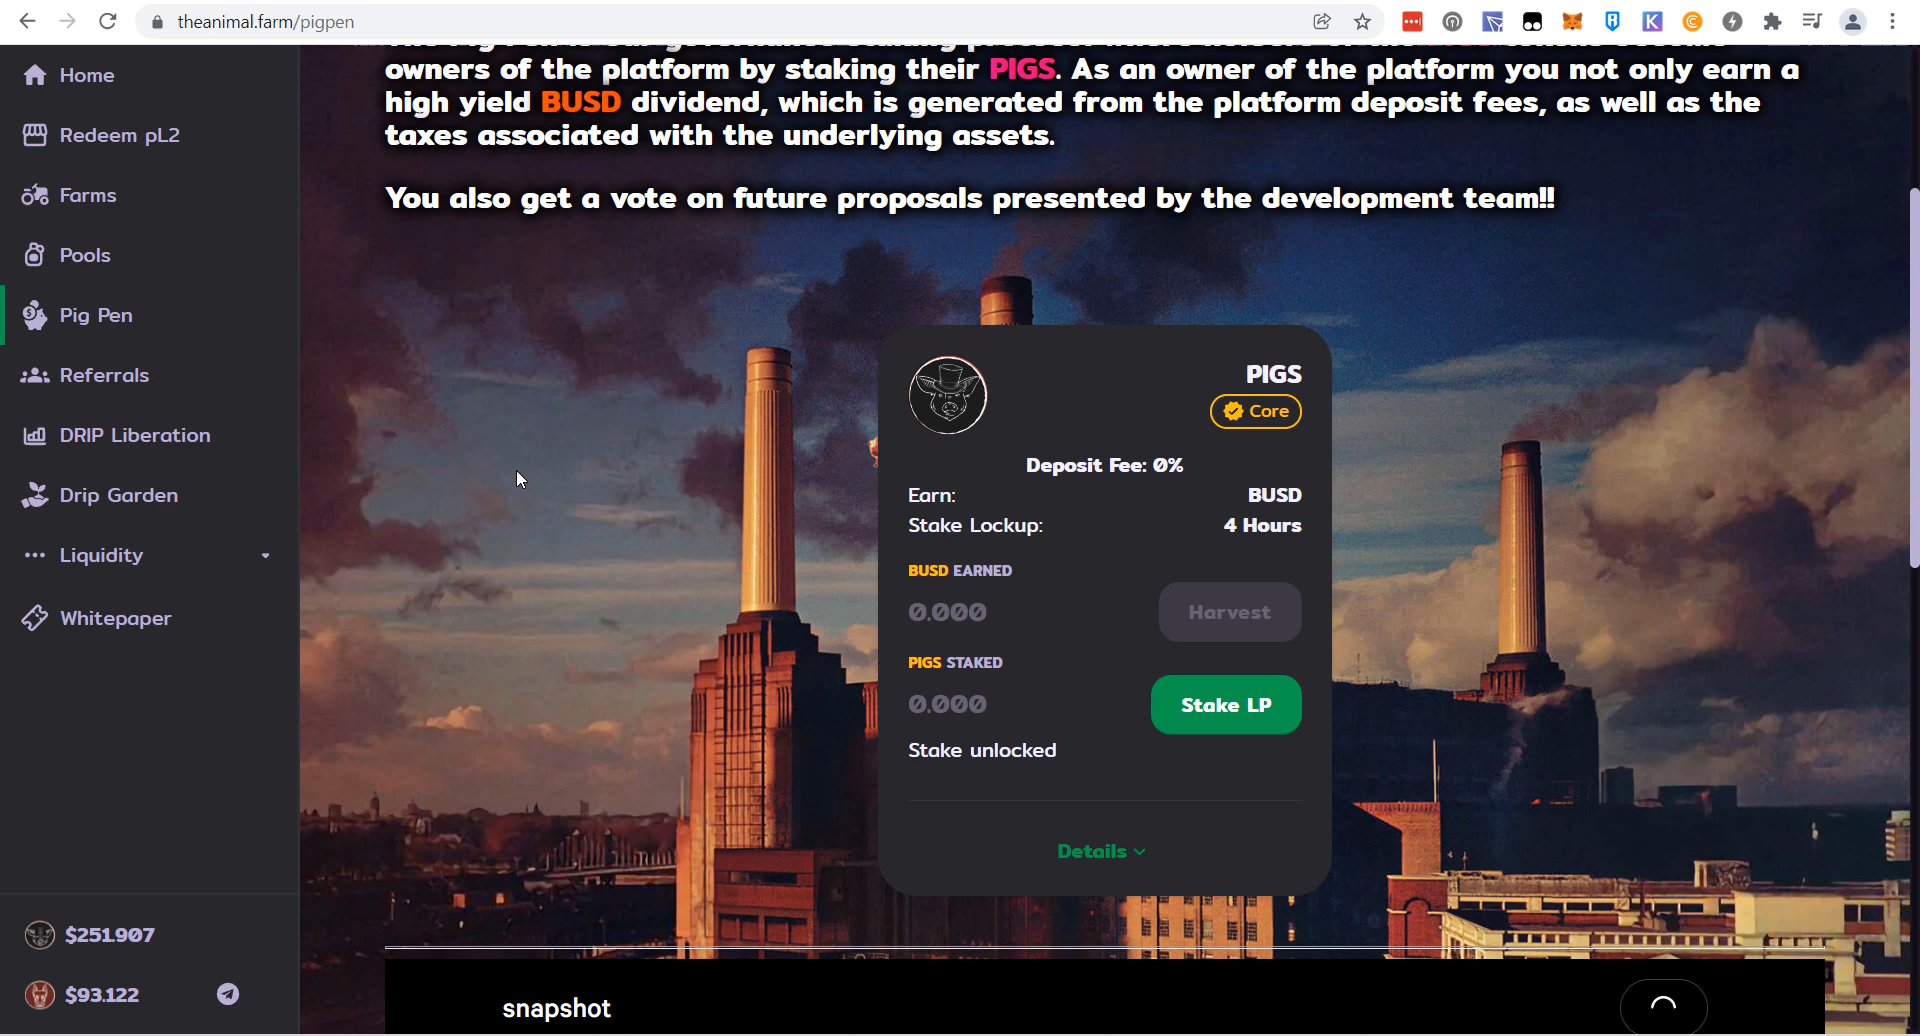 theanimal.farm/pigpen
owners of the platform by staking their PIGS. As an owner of the platform you not only earn a
high yield BUSD dividend, which is generated from the platform deposit fees, as well as the
taxes associated with the underlying assets.
You also get a vote on future proposals presented by the development team!!
Home
Redeem pL2
Farms
Pools
Pig Pen
Referrals
DRIP Liberation
Drip Garden
Liquidity
Whitepaper
$251.907
$93.122
PIGS
Core
Deposit Fee: 0%
Earn: BUSD
Stake Lockup: 4 Hours
BUSD EARNED
0.000 Harvest
PIGS STAKED
0.000 Stake LP
Stake unlocked
Details
snapshot